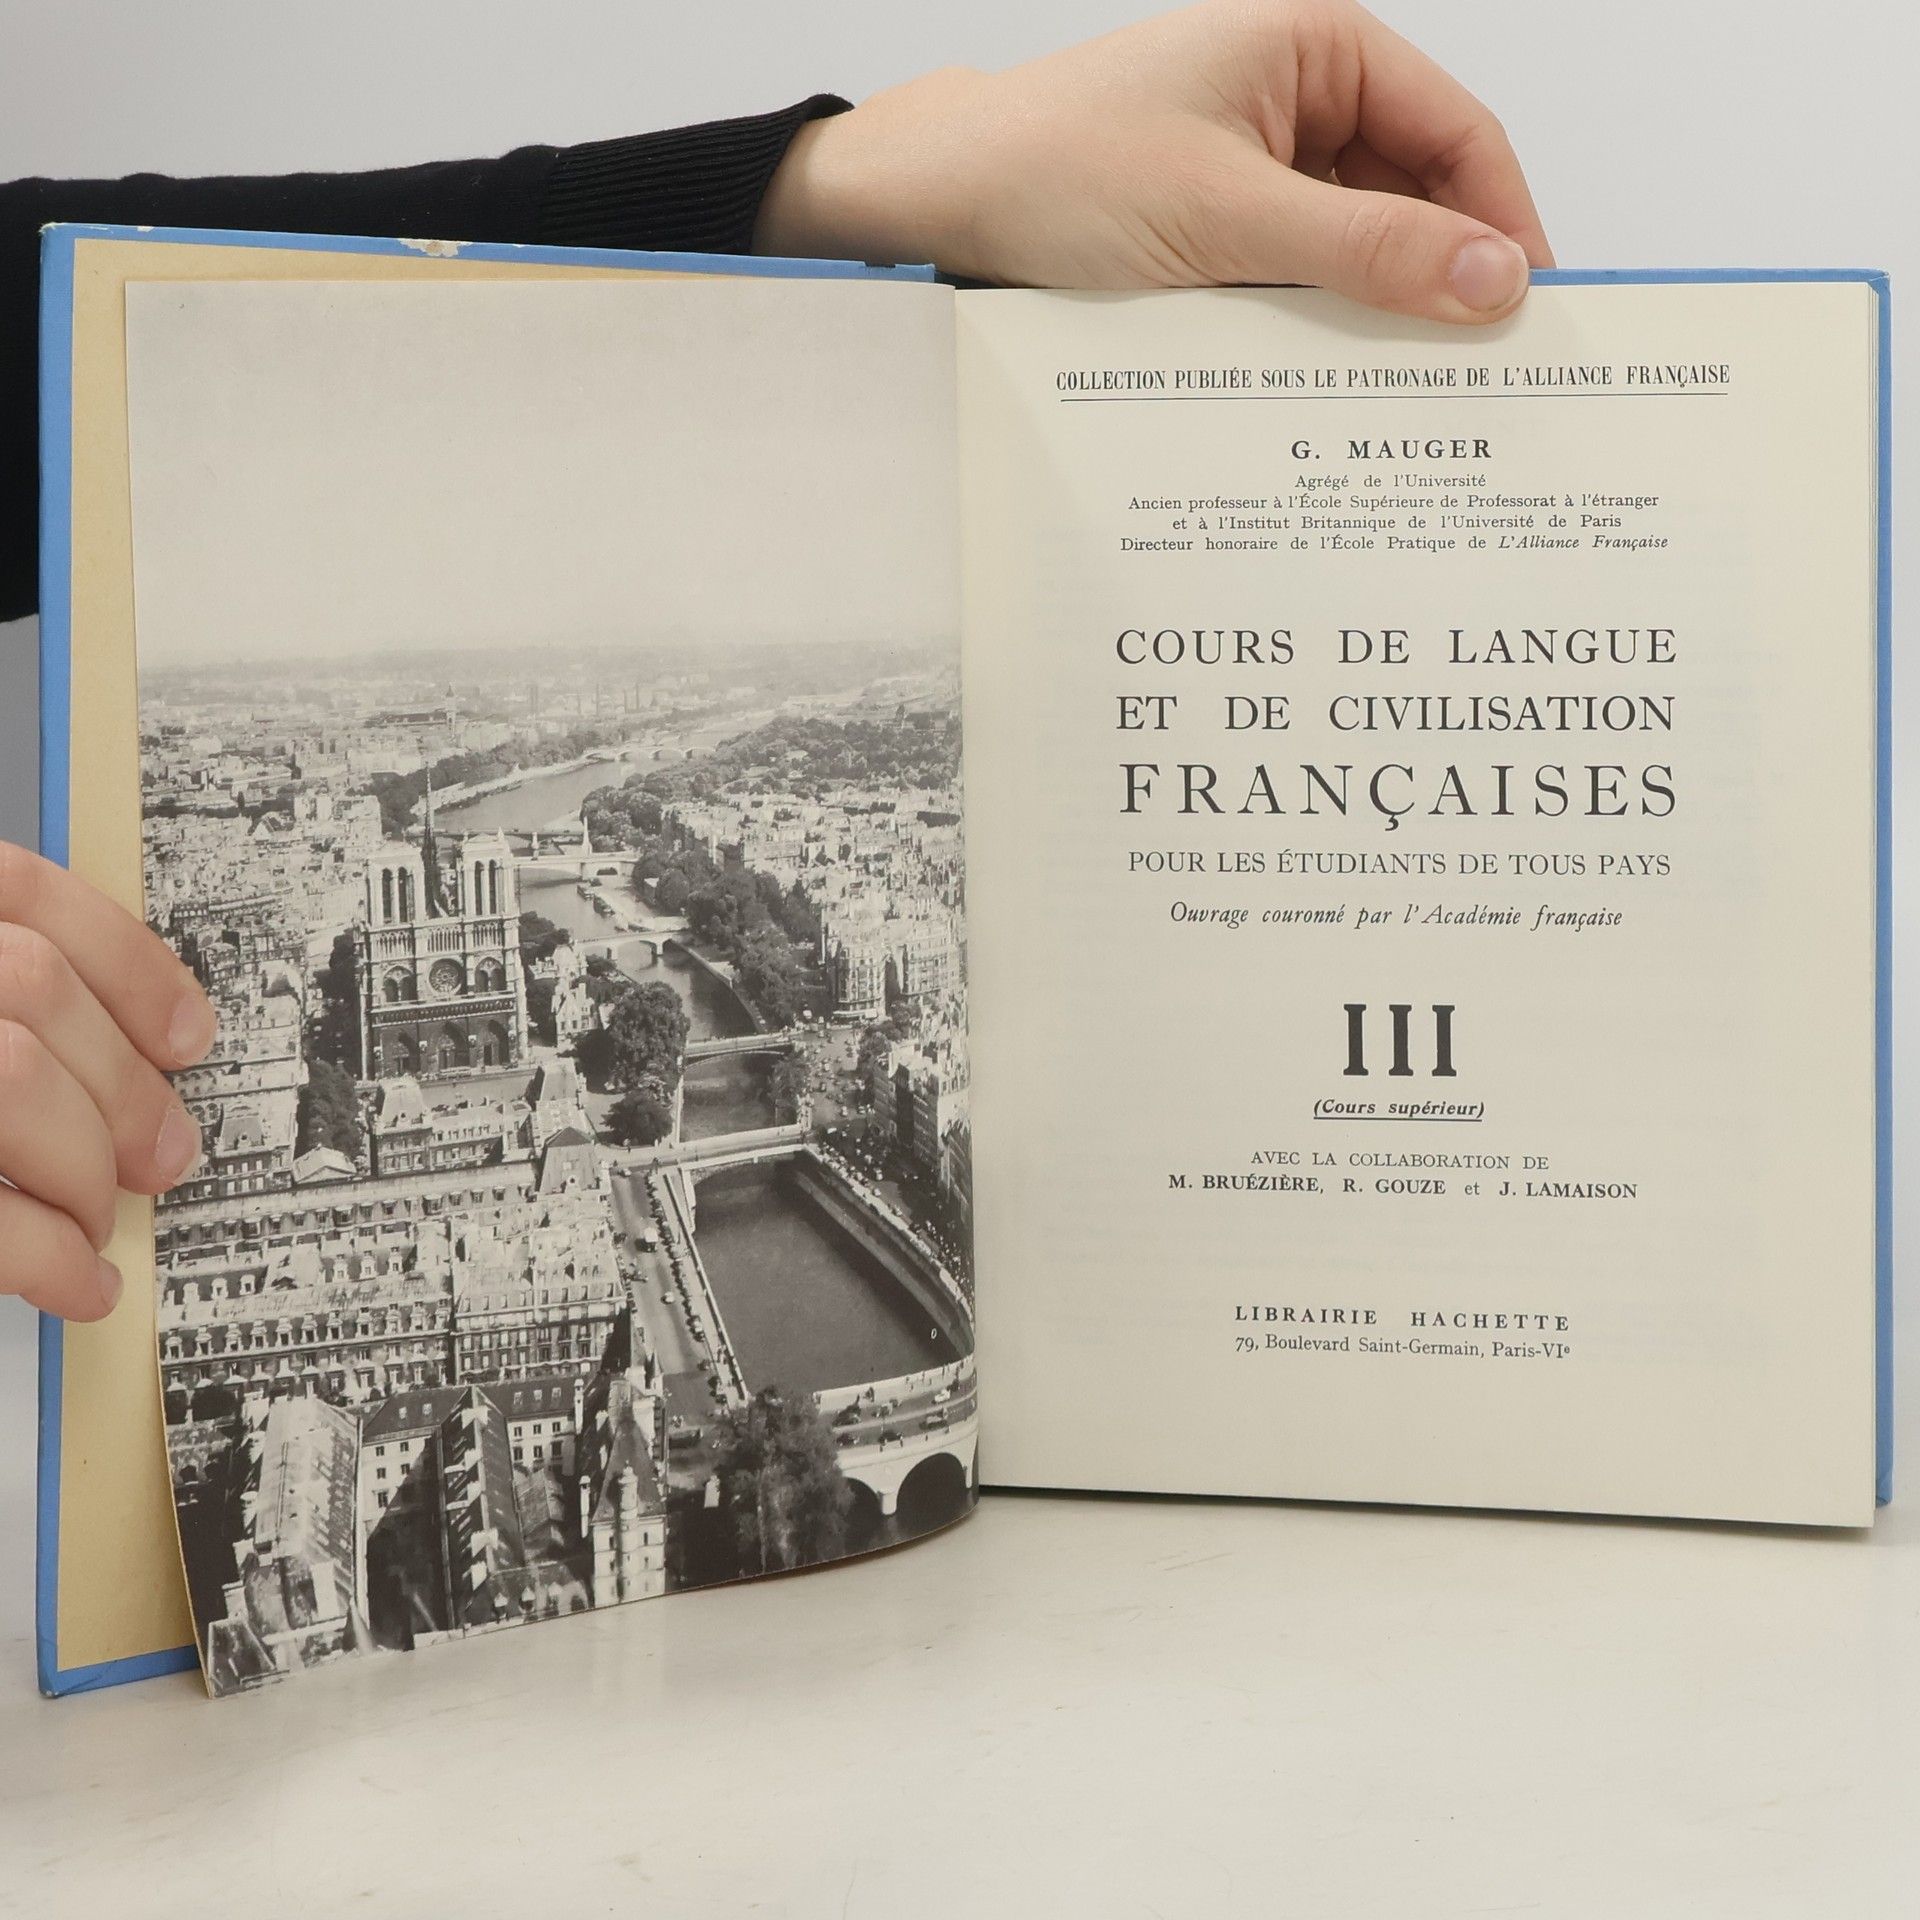 COLLECTION PUBLIÉE SOUS LE PATRONAGE DE L'ALLIANCE FRANÇAISE
G. MAUGER
Agrégé de l'Université
Ancien professeur à l'École Supérieure de Professorat à l'étranger
et à l'Institut Britannique de l'Université de Paris
Directeur honoraire de l'École Pratique de L'Alliance Française
COURS DE LANGUE
ET DE CIVILISATION
FRANÇAISES
POUR LES ÉTUDIANTS DE TOUS PAYS
Ouvrage couronné par l'Académie française
III
(Cours supérieur)
AVEC LA COLLABORATION DE
M. BRUÉZIÈRE, R. GOUZE et J. LAMAISON
LIBRAIRIE HACHETTE
79, Boulevard Saint-Germain, Paris-VIe